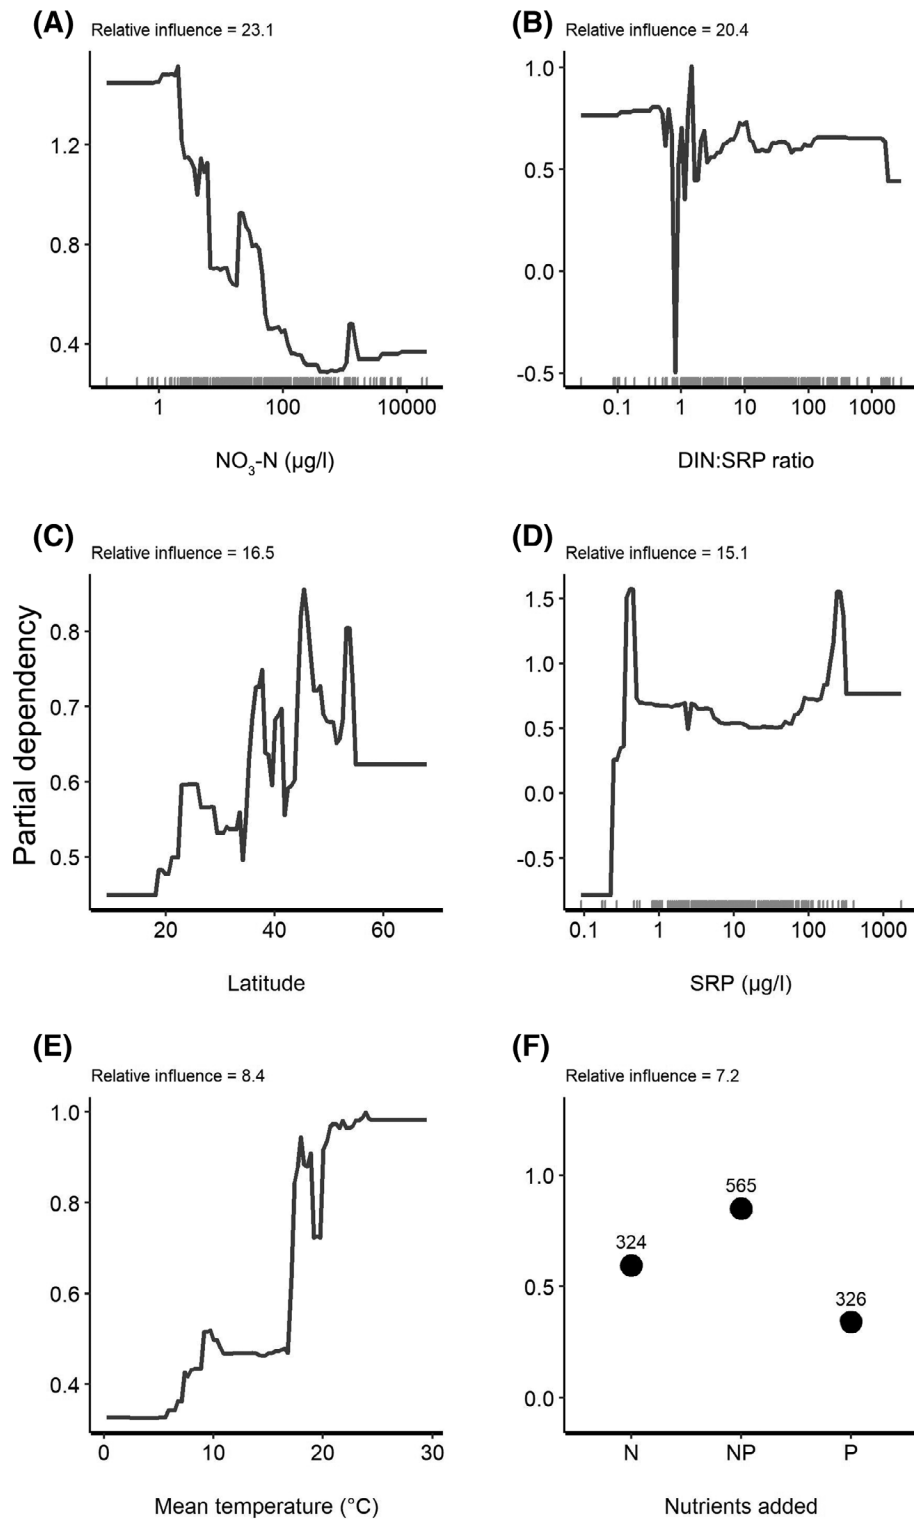 (A)
Relative influence = 23.1
1.2
0.8
0.4
1
100
10000
NO₃-N (µg/l)
(B)
Relative influence = 20.4
1.0
0.5
0.0
-0.5
0.1
1
10
100
1000
DIN:SRP ratio
Partial dependency
(C)
Relative influence = 16.5
0.8
0.7
0.6
0.5
20
40
60
Latitude
(D)
Relative influence = 15.1
1.5
1.0
0.5
0.0
-0.5
0.1
1
10
100
1000
SRP (µg/l)
(E)
Relative influence = 8.4
1.0
0.8
0.6
0.4
0
10
20
30
Mean temperature (°C)
(F)
Relative influence = 7.2
1.0
0.5
0.0
324
565
326
N
NP
P
Nutrients added